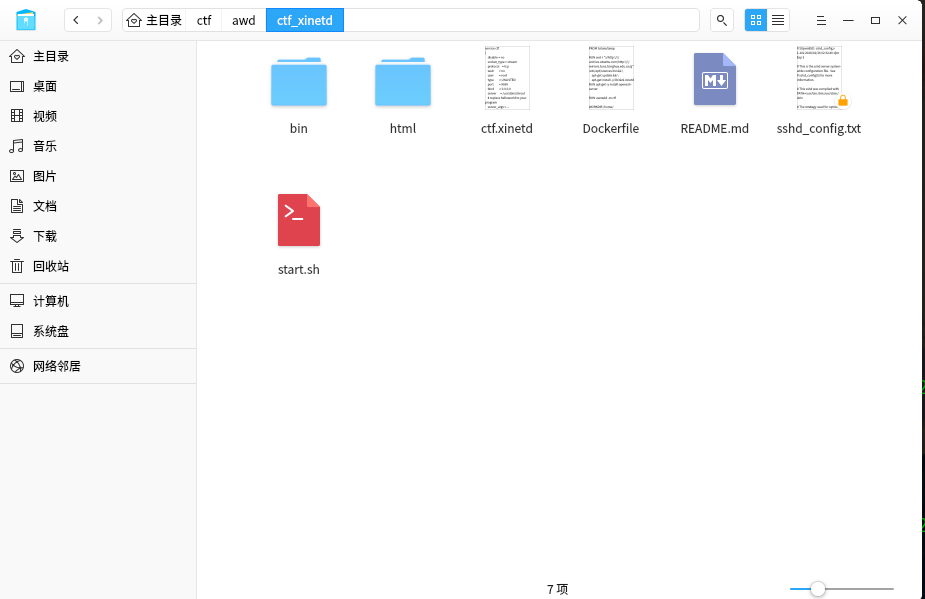 主目录 ctf awd ctf_xinetd
主目录
桌面
视频
音乐
图片
文档
下载
回收站
计算机
系统盘
网络邻居
bin html ctf.xinetd Dockerfile README.md sshd_config.txt
start.sh
7 项